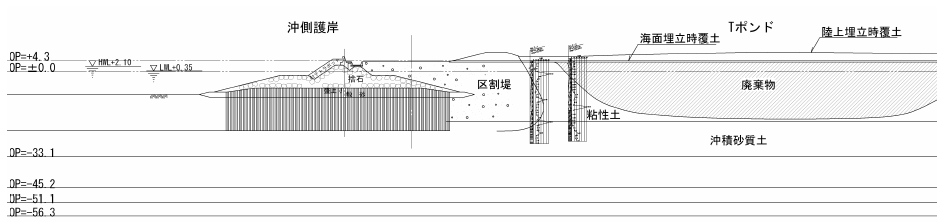 沖側護岸
Tポンド
陸上埋立時覆土
海面埋立時覆土
OP=+4.3
HWL+2.10
LWL+0.35
OP=±0.0
捨石
区割堤
廃棄物
粘性土
沖積砂質土
OP=-33.1
OP=-45.2
OP=-51.1
OP=-56.3